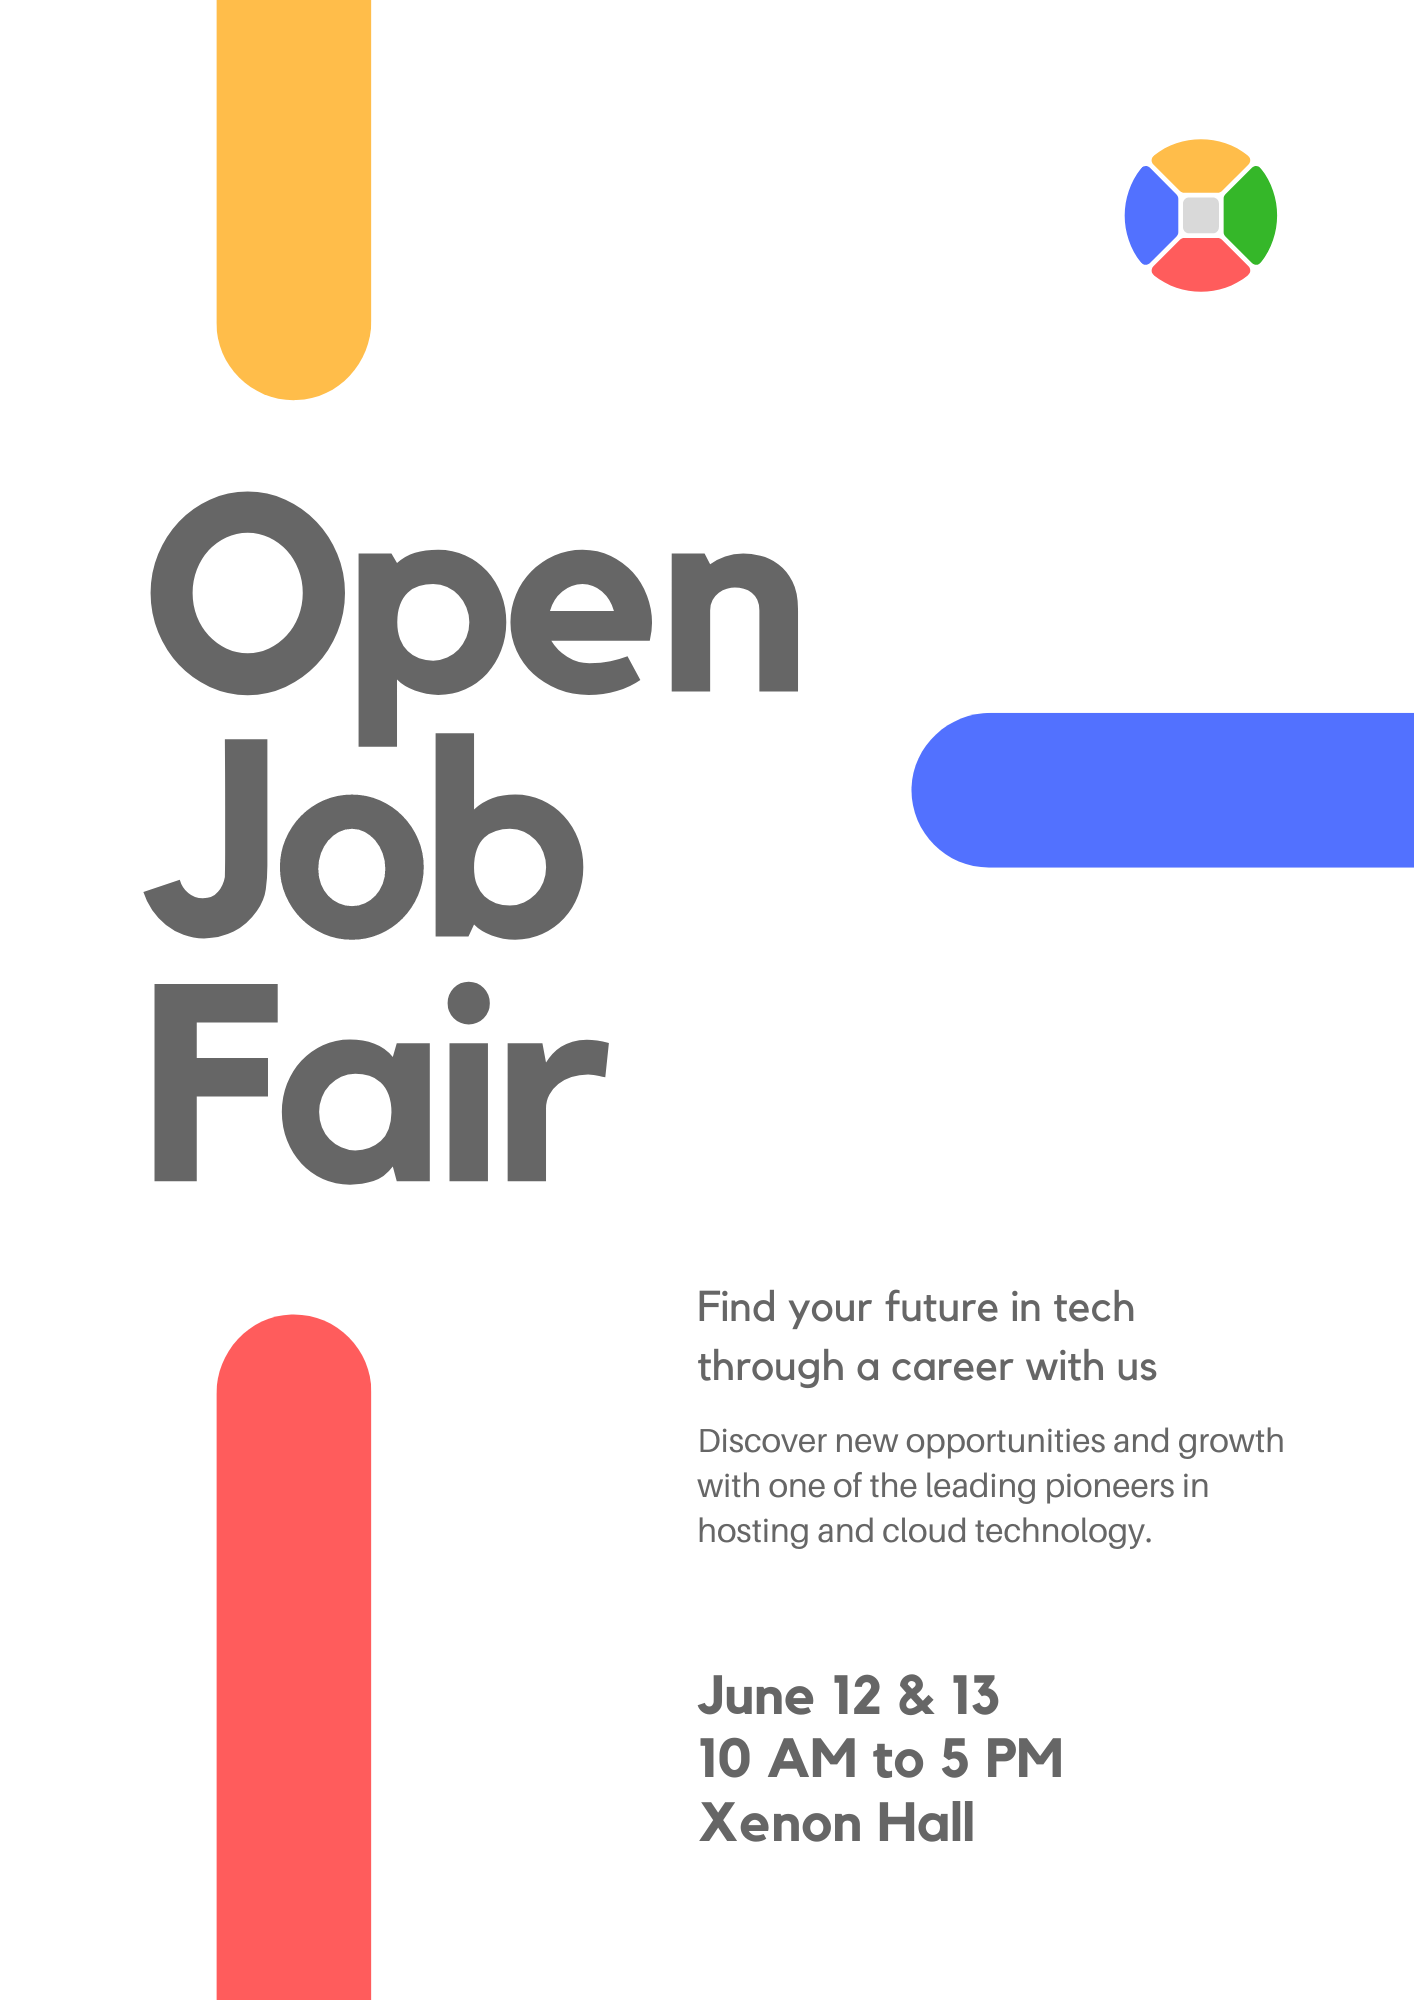 Open
Job
Fair
Find your future in tech
through a career with us
Discover new opportunities and growth
with one of the leading pioneers in
hosting and cloud technology.
June 12 & 13
10 AM to 5 PM
Xenon Hall